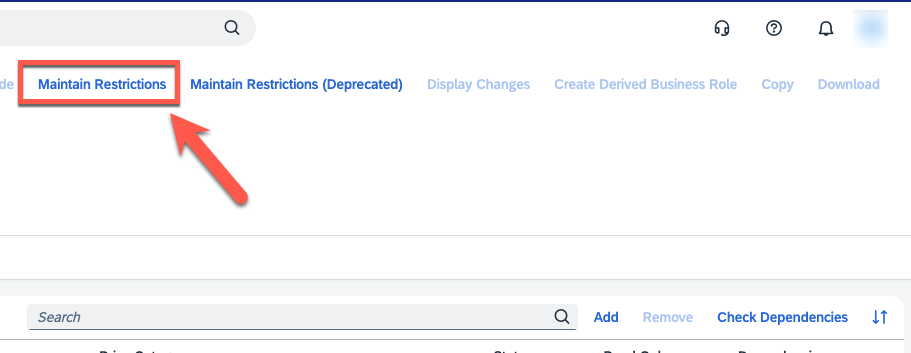 de Maintain Restrictions Maintain Restrictions (Deprecated) Display Changes Create Derived Business Role Copy Download
Search Add Remove Check Dependencies